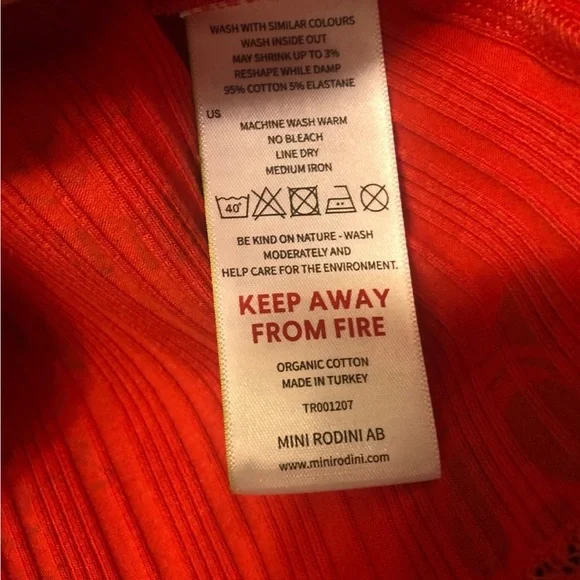 WASH WITH SIMILAR COLOURS
WASH INSIDE OUT
MAY SHRINK UP TO 3%
RESHAPE WHILE DAMP
95% COTTON 5% ELASTANE
US
MACHINE WASH WARM
NO BLEACH
LINE DRY
MEDIUM IRON
40°
BE KIND ON NATURE - WASH
MODERATELY AND
HELP CARE FOR THE ENVIRONMENT.
KEEP AWAY
FROM FIRE
ORGANIC COTTON
MADE IN TURKEY
TR001207
MINI RODINI AB
www.minirodini.com